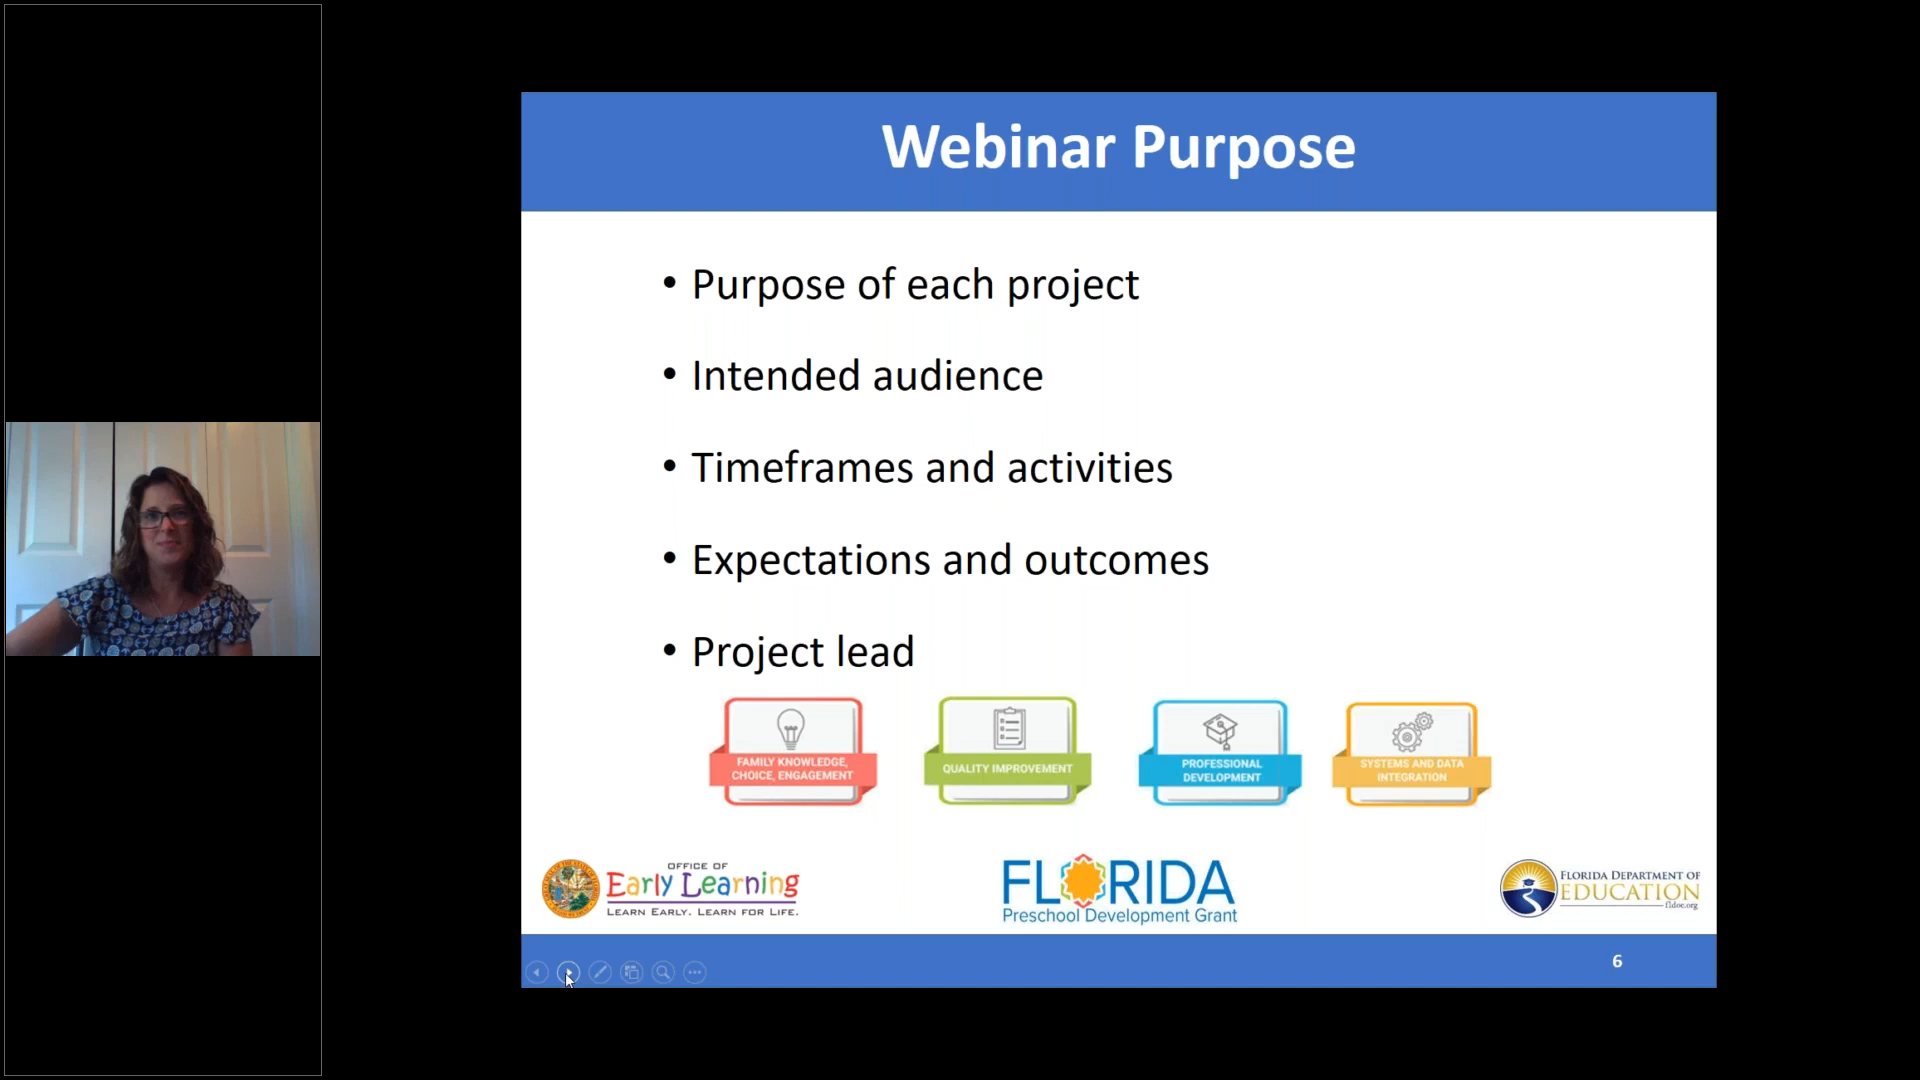 Webinar Purpose
• Purpose of each project
• Intended audience
• Timeframes and activities
• Expectations and outcomes
• Project lead
FAMILY KNOWLEDGE,
CHOICE, ENGAGEMENT
QUALITY IMPROVEMENT
PROFESSIONAL
DEVELOPMENT
SYSTEMS AND DATA
INTEGRATION
OFFICE OF
Early Learning
LEARN EARLY. LEARN FOR LIFE.
FLORIDA
Preschool Development Grant
FLORIDA DEPARTMENT OF
EDUCATION
fldoe.org
6